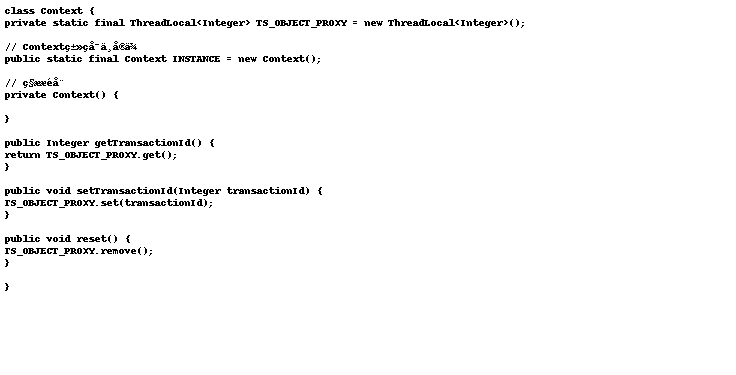 class Context {
private static final ThreadLocal<Integer> TS_OBJECT_PROXY = new ThreadLocal<Integer>();
// Contextç±»çå¯ä¸å®ä¾
public static final Context INSTANCE = new Context();
// ç§ææé å¨
private Context() {
}
public Integer getTransactionId() {
return TS_OBJECT_PROXY.get();
}
public void setTransactionId(Integer transactionId) {
TS_OBJECT_PROXY.set(transactionId);
}
public void reset() {
TS_OBJECT_PROXY.remove();
}
}